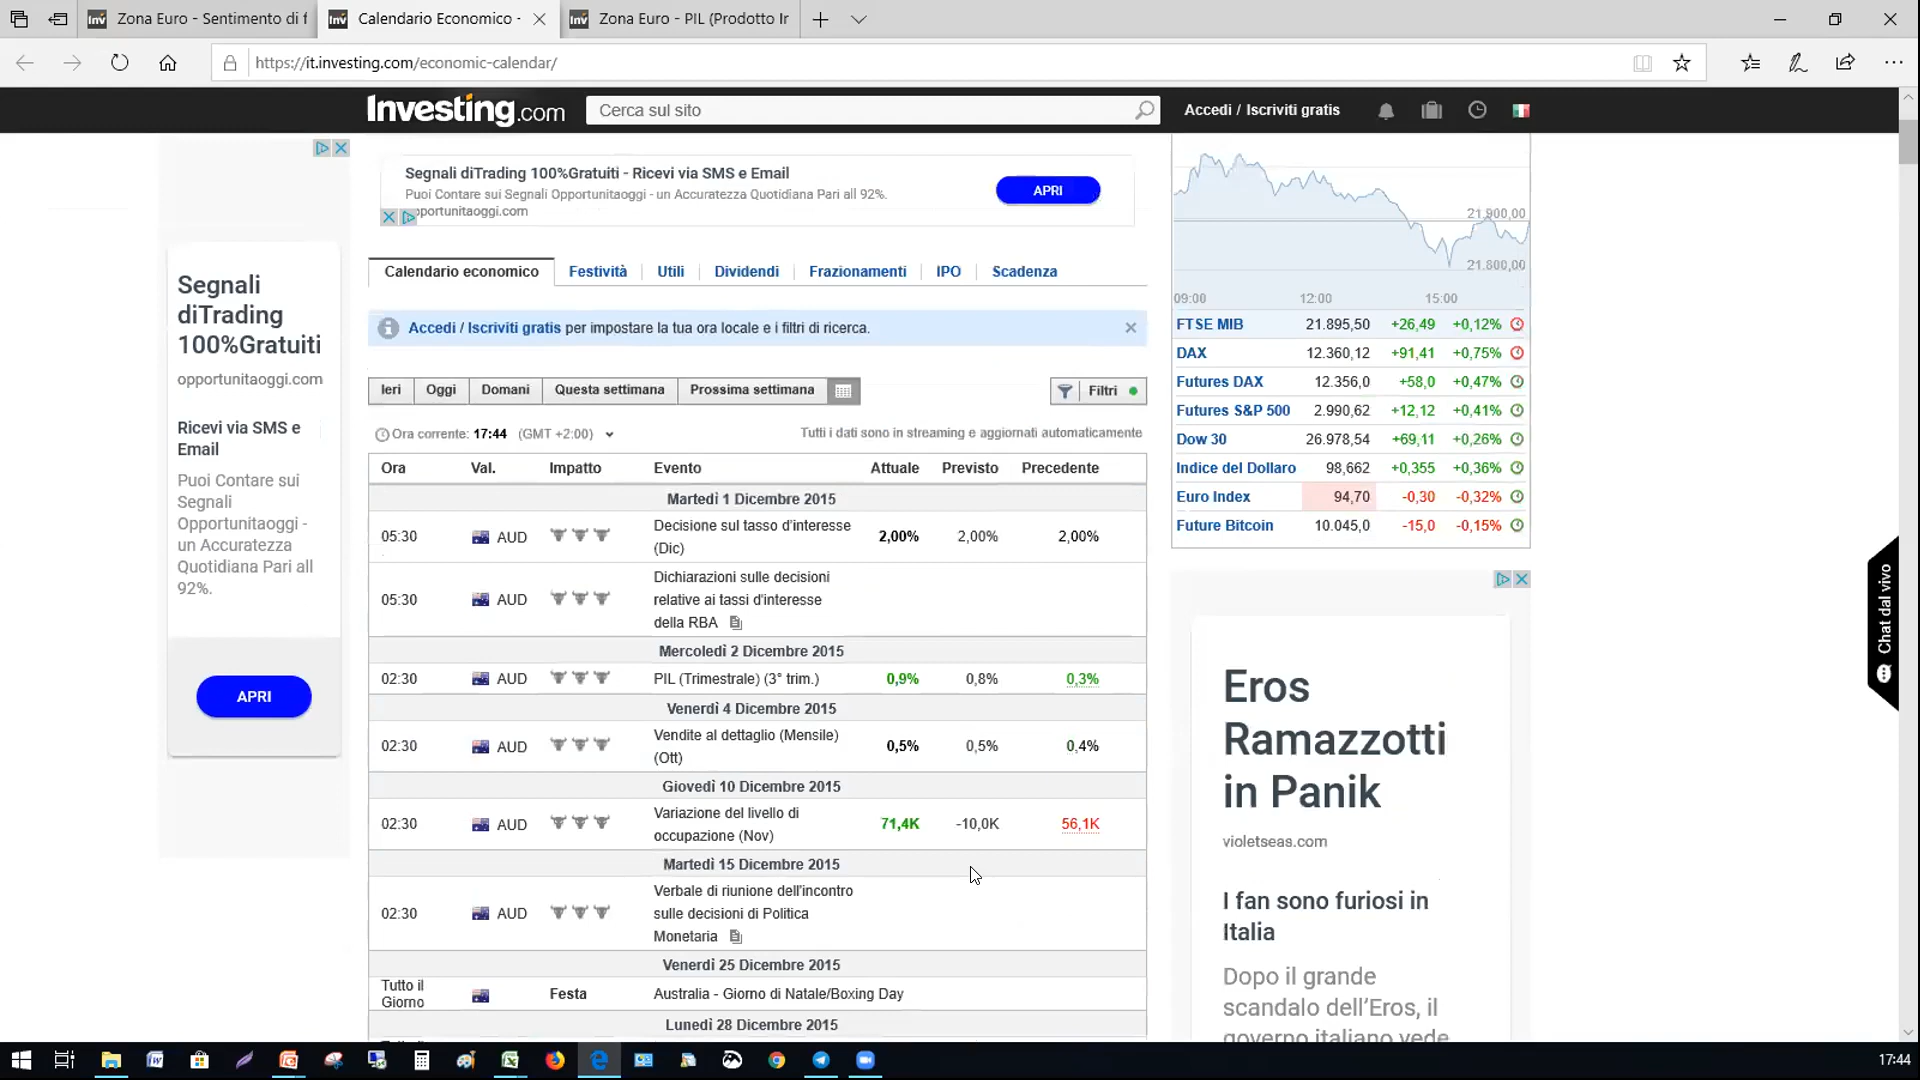 Zona Euro - Sentimento di f
Calendario Economico -
Zona Euro - PIL (Prodotto Ir
https://it.investing.com/economic-calendar/
Investing.com
Cerca sul sito
Accedi / Iscriviti gratis
Segnali diTrading 100%Gratuiti - Ricevi via SMS e Email
Puoi Contare sui Segnali Opportunitaoggi - un Accuratezza Quotidiana Pari all 92%.
opportunitaoggi.com
APRI
Segnali
diTrading
100%Gratuiti
opportunitaoggi.com
Ricevi via SMS e
Email
Puoi Contare sui
Segnali
Opportunitaoggi -
un Accuratezza
Quotidiana Pari all
92%.
APRI
Calendario economico
Festività
Utili
Dividendi
Frazionamenti
IPO
Scadenza
Accedi / Iscriviti gratis per impostare la tua ora locale e i filtri di ricerca.
Ieri
Oggi
Domani
Questa settimana
Prossima settimana
Filtri
Ora corrente: 17:44 (GMT +2:00)
Tutti i dati sono in streaming e aggiornati automaticamente
Ora Val. Impatto Evento Attuale Previsto Precedente
Martedì 1 Dicembre 2015
05:30 AUD Decisione sul tasso d'interesse
(Dic) 2,00% 2,00% 2,00%
05:30 AUD Dichiarazioni sulle decisioni
relative ai tassi d'interesse
della RBA
Mercoledì 2 Dicembre 2015
02:30 AUD PIL (Trimestrale) (3° trim.) 0,9% 0,8% 0,3%
Venerdì 4 Dicembre 2015
02:30 AUD Vendite al dettaglio (Mensile)
(Ott) 0,5% 0,5% 0,4%
Giovedì 10 Dicembre 2015
02:30 AUD Variazione del livello di
occupazione (Nov) 71,4K -10,0K 56,1K
Martedì 15 Dicembre 2015
02:30 AUD Verbale di riunione dell'incontro
sulle decisioni di Politica
Monetaria
Venerdì 25 Dicembre 2015
Tutto il
Giorno Festa Australia - Giorno di Natale/Boxing Day
Lunedì 28 Dicembre 2015
21.900,00
21.800,00
09:00 12:00 15:00
FTSE MIB 21.895,50 +26,49 +0,12%
DAX 12.360,12 +91,41 +0,75%
Futures DAX 12.356,0 +58,0 +0,47%
Futures S&P 500 2.990,62 +12,12 +0,41%
Dow 30 26.978,54 +69,11 +0,26%
Indice del Dollaro 98,662 +0,355 +0,36%
Euro Index 94,70 -0,30 -0,32%
Future Bitcoin 10.045,0 -15,0 -0,15%
Eros
Ramazzotti
in Panik
violetseas.com
I fan sono furiosi in
Italia
Dopo il grande
scandalo dell'Eros, il
governo italiano vede
Chat dal vivo
17:44